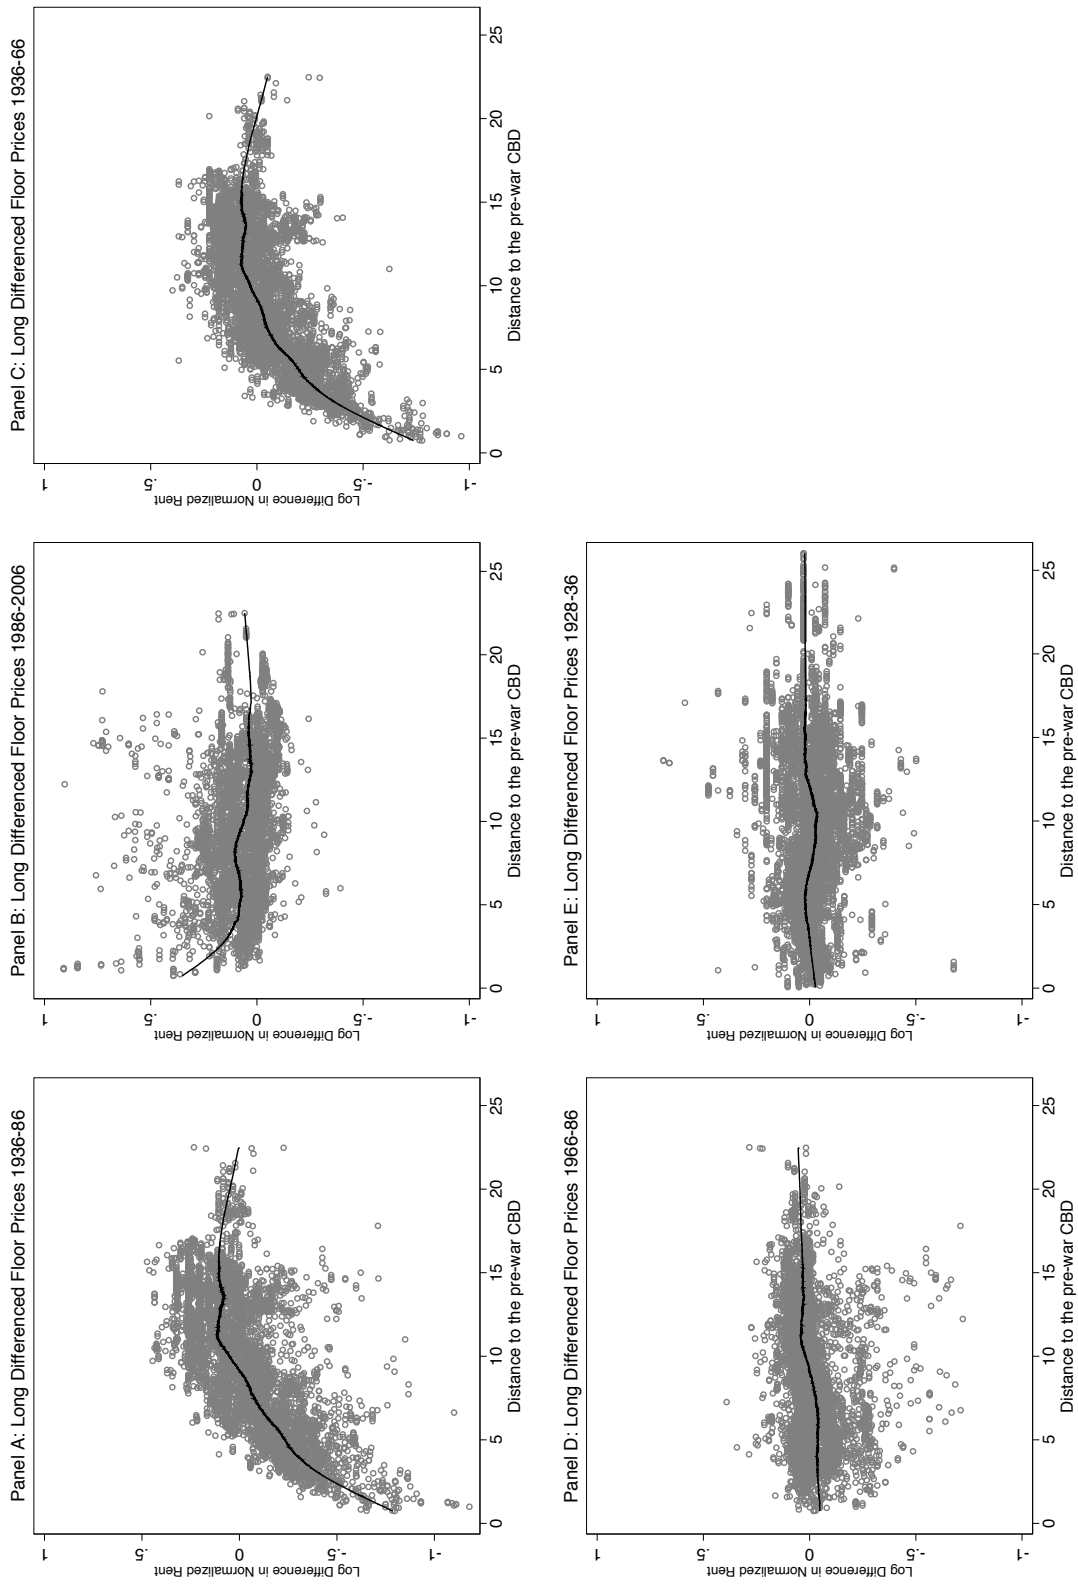 Panel A: Long Differenced Floor Prices 1936-86
Log Difference in Normalized Rent
1
.5
0
-.5
-1
0 5 10 15 20 25
Distance to the pre-war CBD
Panel B: Long Differenced Floor Prices 1986-2006
Log Difference in Normalized Rent
1
.5
0
-.5
-1
0 5 10 15 20 25
Distance to the pre-war CBD
Panel C: Long Differenced Floor Prices 1936-66
Log Difference in Normalized Rent
1
.5
0
-.5
-1
0 5 10 15 20 25
Distance to the pre-war CBD
Panel D: Long Differenced Floor Prices 1966-86
Log Difference in Normalized Rent
1
.5
0
-.5
-1
0 5 10 15 20 25
Distance to the pre-war CBD
Panel E: Long Differenced Floor Prices 1928-36
Log Difference in Normalized Rent
1
.5
0
-.5
-1
0 5 10 15 20 25
Distance to the pre-war CBD